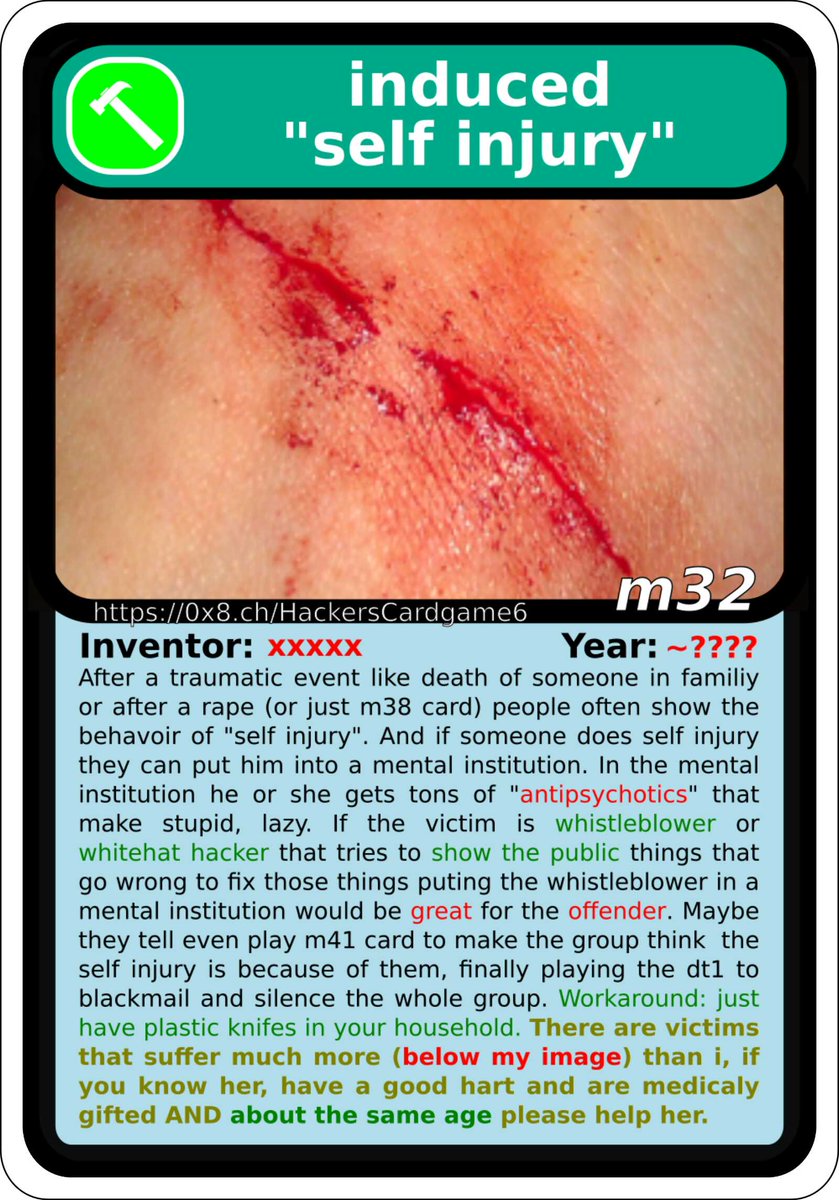 induced
"self injury"
m32
https://0x8.ch/HackersCardgame6
Inventor: xxxxx Year: ~????
After a traumatic event like death of someone in familiy
or after a rape (or just m38 card) people often show the
behavoir of "self injury". And if someone does self injury
they can put him into a mental institution. In the mental
institution he or she gets tons of "antipsychotics" that
make stupid, lazy. If the victim is whistleblower or
whitehat hacker that tries to show the public things that
go wrong to fix those things puting the whistleblower in a
mental institution would be great for the offender. Maybe
they tell even play m41 card to make the group think the
self injury is because of them, finally playing the dt1 to
blackmail and silence the whole group. Workaround: just
have plastic knifes in your household. There are victims
that suffer much more (below my image) than i, if
you know her, have a good hart and are medicaly
gifted AND about the same age please help her.